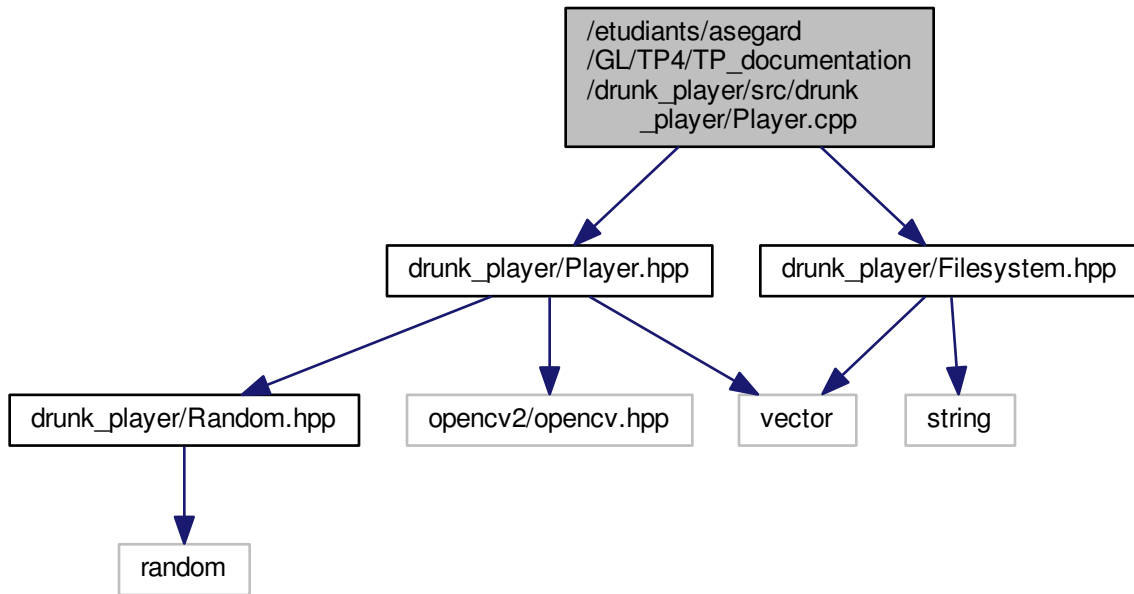 /etudiants/asegard
/GL/TP4/TP_documentation
/drunk_player/src/drunk
_player/Player.cpp
drunk_player/Player.hpp
drunk_player/Filesystem.hpp
drunk_player/Random.hpp
opencv2/opencv.hpp
vector
string
random